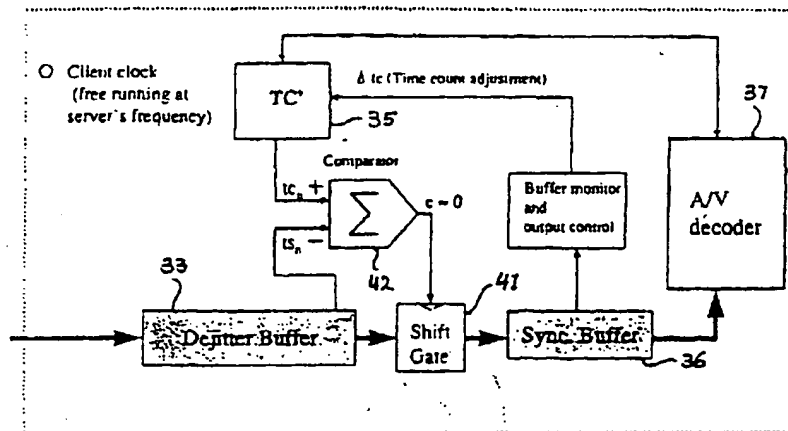 Client clock
(free running at
server's frequency)
TC'
35
Δ tc (Time count adjustment)
37
Comparator
tcₙ +
tsₙ −
Σ
e ~ 0
42
Buffer monitor
and
output control
A/V
decoder
33
41
Dejitter Buffer
Shift
Gate
Sync. Buffer
36